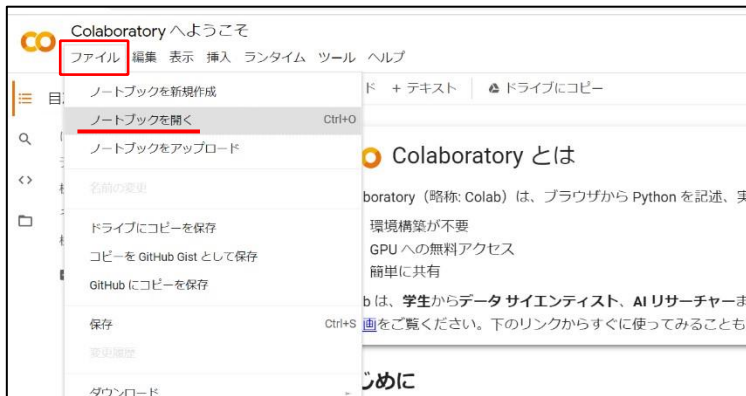 Colaboratory へようこそ
ファイル 編集 表示 挿入 ランタイム ツール ヘルプ
ド + テキスト ドライブにコピー
目
ノートブックを新規作成
ノートブックを開く Ctrl+O
ノートブックをアップロード
名前の変更
ドライブにコピーを保存
コピーを GitHub Gist として保存
GitHub にコピーを保存
保存 Ctrl+S
変更履歴
ダウンロード
Colaboratory とは
boratory（略称: Colab）は、ブラウザから Python を記述、実
環境構築が不要
GPU への無料アクセス
簡単に共有
b は、学生からデータ サイエンティスト、AI リサーチャーま
画をご覧ください。下のリンクからすぐに使ってみることも
じめに